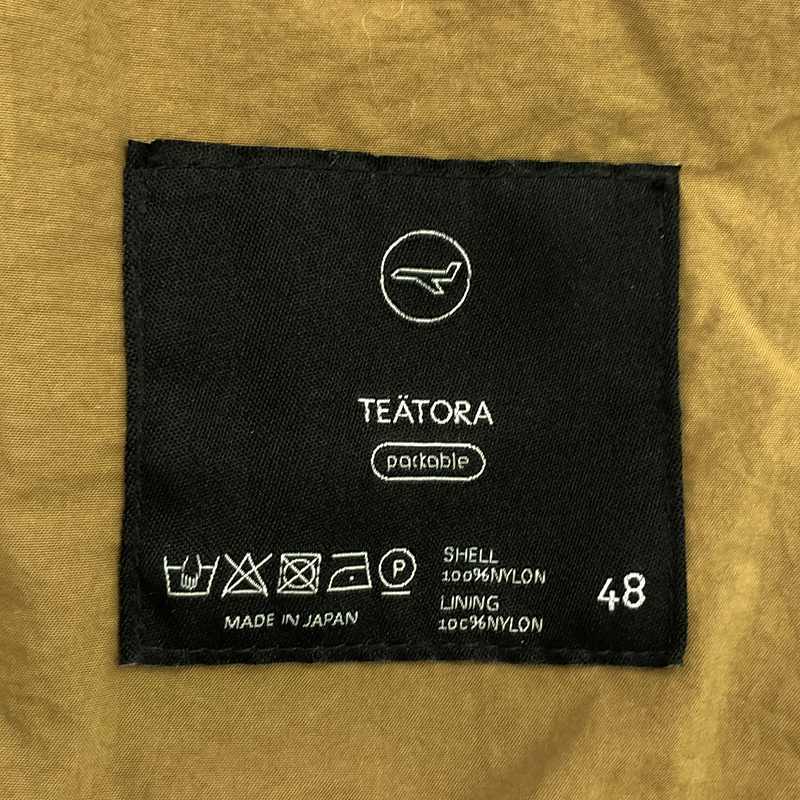 TEÄTORA
packable
P
MADE IN JAPAN
SHELL
100%NYLON
LINING
100%NYLON
48